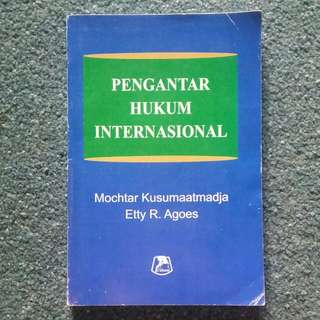 PENGANTAR
HUKUM
INTERNASIONAL
Mochtar Kusumaatmadja
Etty R. Agoes